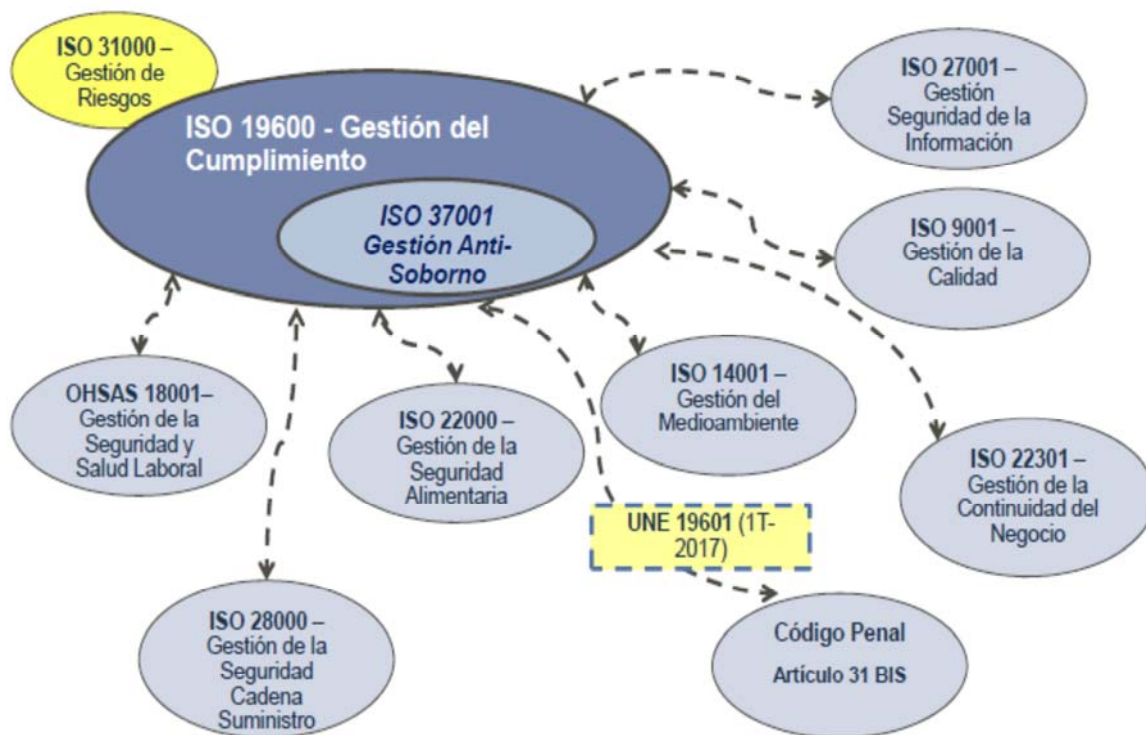 ISO 31000 –
Gestión de
Riesgos
ISO 19600 - Gestión del
Cumplimiento
ISO 37001
Gestión Anti-
Soborno
ISO 27001 –
Gestión
Seguridad de la
Información
ISO 9001 –
Gestión de la
Calidad
OHSAS 18001–
Gestión de la
Seguridad y
Salud Laboral
ISO 22000 –
Gestión de la
Seguridad
Alimentaria
ISO 14001 –
Gestión del
Medioambiente
ISO 22301 –
Gestión de la
Continuidad del
Negocio
UNE 19601 (1T-
2017)
ISO 28000 –
Gestión de la
Seguridad
Cadena
Suministro
Código Penal
Artículo 31 BIS